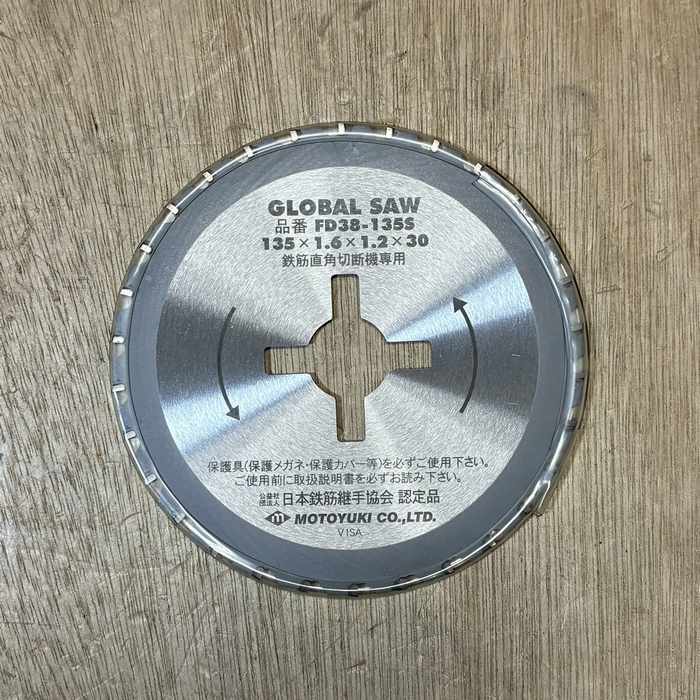 GLOBAL SAW
品番 FD38-135S
135×1.6×1.2×30
鉄筋直角切断機専用
保護具(保護メガネ・保護カバー等)を必ずご使用下さい。
ご使用前に取扱説明書を必ずお読み下さい。
公益社団法人 日本鉄筋継手協会 認定品
MOTOYUKI CO.,LTD.
VISA